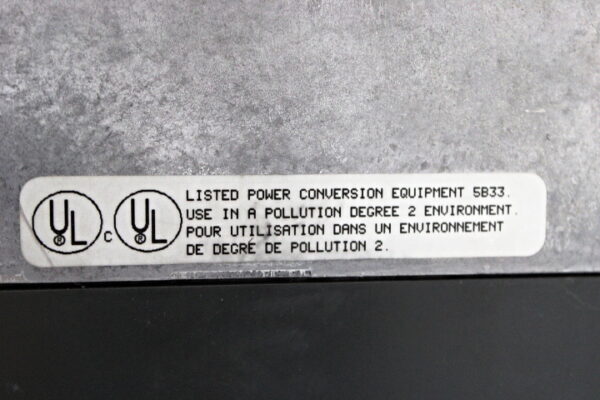 UL® c UL® LISTED POWER CONVERSION EQUIPMENT 5B33.
USE IN A POLLUTION DEGREE 2 ENVIRONMENT.
POUR UTILISATION DANS UN ENVIRONNEMENT
DE DEGRÉ DE POLLUTION 2.